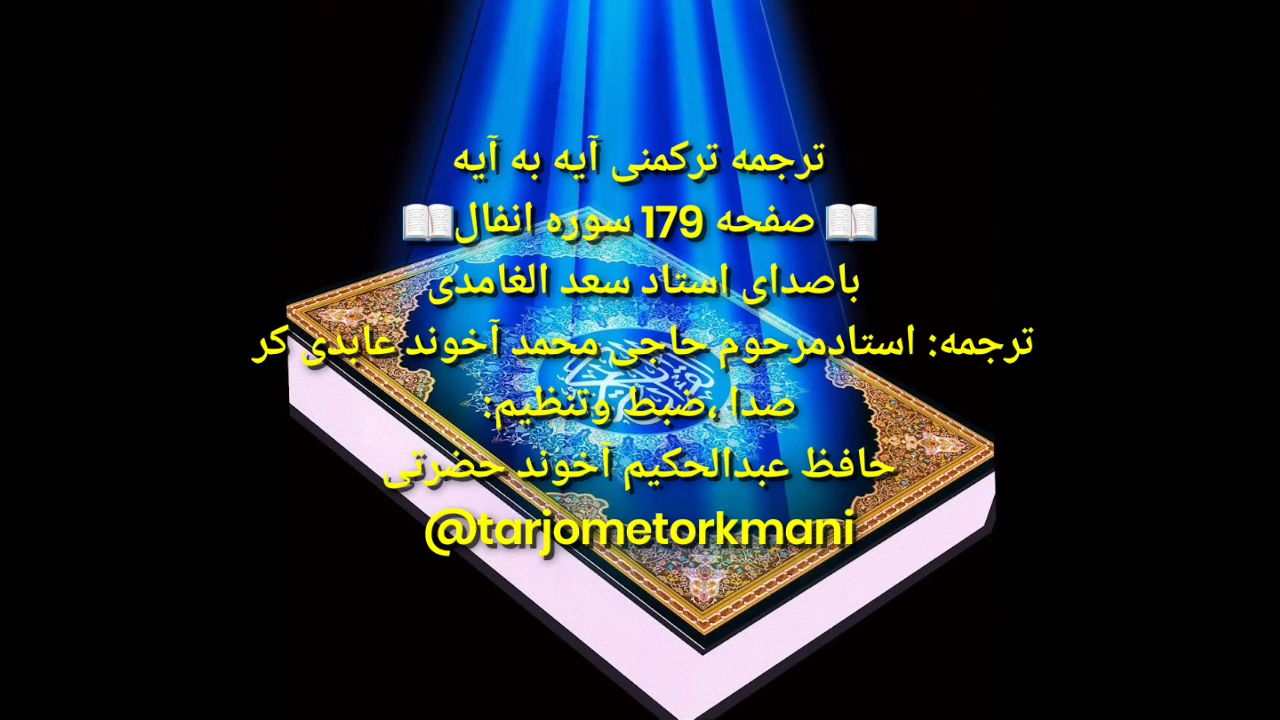 ترجمه ترکمنی آیه به آیه
📖 صفحه 179 سوره انفال📖
باصدای استاد سعد الغامدی
ترجمه: استادمرحوم حاجی محمد آخوند عابدی کر
صدا،ضبط وتنظیم:
حافظ عبدالحکیم آخوند حضرتی
@tarjometorkmani